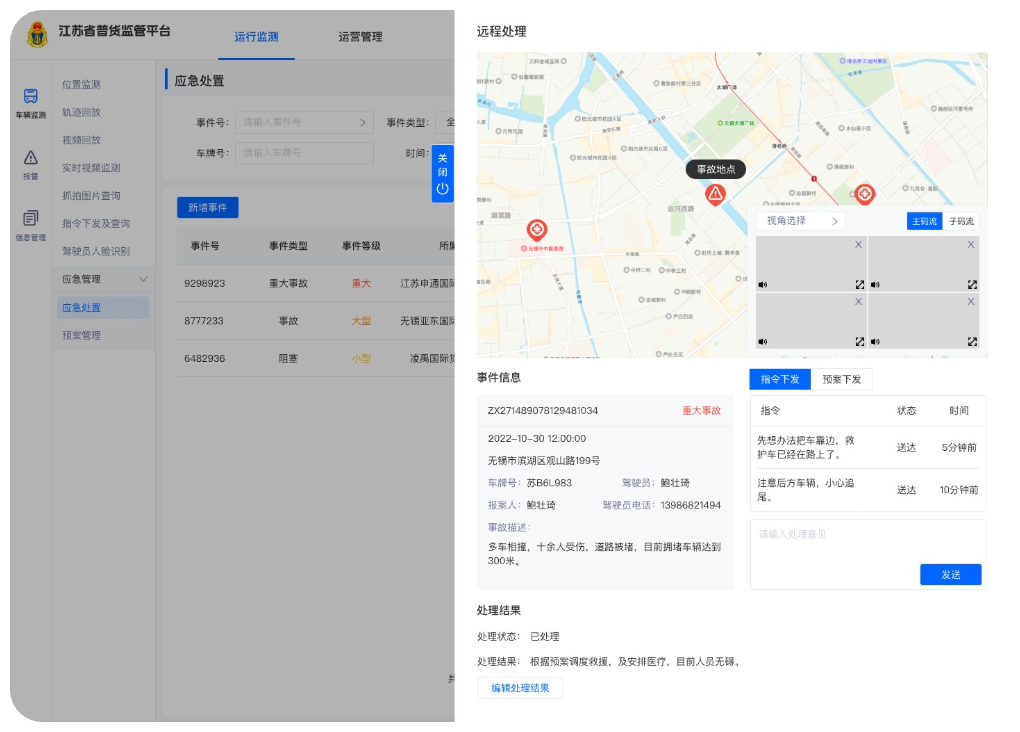 江苏省普货监管平台
运行监测
运营管理
车辆监测
报警
信息管理
位置监测
轨迹回放
视频回放
实时视频监测
抓拍图片查询
指令下发及查询
驾驶员人脸识别
应急管理
应急处置
预案管理
应急处置
事件号：
请输入事件号
事件类型：
全
车牌号：
请输入车牌号
时间：
关
闭
新增事件
事件号 事件类型 事件等级 所属
9298923 重大事故 重大 江苏申通国际
8777233 事故 大型 无锡亚东国际
6482936 阻塞 小型 凌禹国际货
共
远程处理
事故地点
无锡市中医医院
视角选择
主码流
子码流
X
X
X
X
事件信息
ZX271489078129481034
重大事故
2022-10-30 12:00:00
无锡市滨湖区观山路199号
车牌号：苏B6L983
驾驶员：鲍壮琦
报案人：鲍壮琦
驾驶员电话：13986821494
事故描述：
多车相撞，十余人受伤，道路被堵，目前拥堵车辆达到
300米。
指令下发
预案下发
指令 状态 时间
先想办法把车靠边，救
护车已经在路上了。
送达
5分钟前
注意后方车辆，小心追
尾。
送达
10分钟前
请输入处理意见
发送
处理结果
处理状态： 已处理
处理结果： 根据预案调度救援，及安排医疗，目前人员无碍。
编辑处理结果